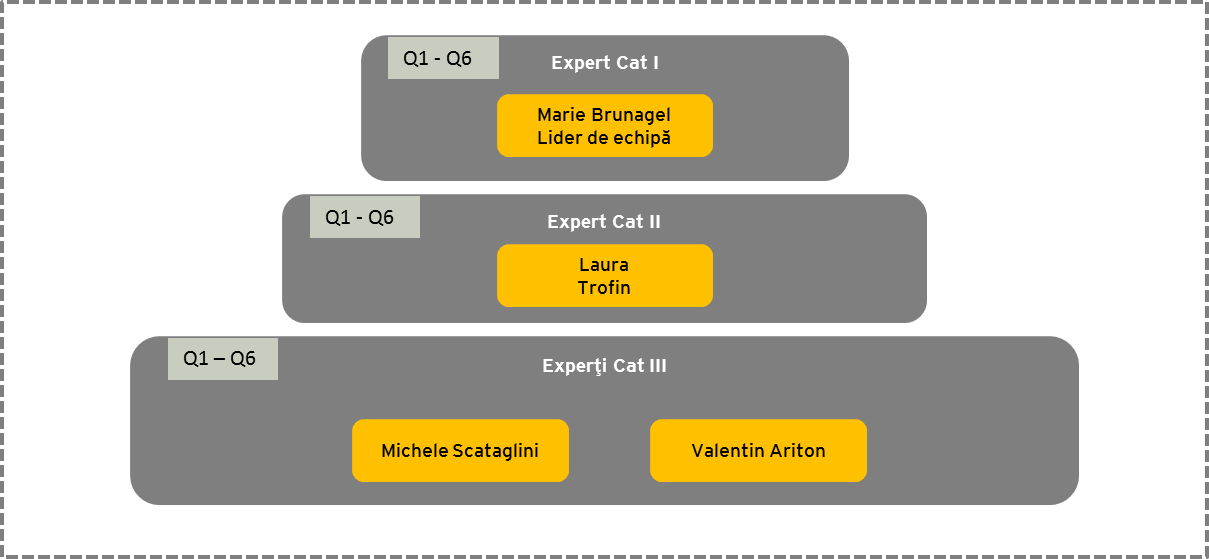 Q1 - Q6
Expert Cat I
Marie Brunagel
Lider de echipă
Q1 - Q6
Expert Cat II
Laura
Trofin
Q1 – Q6
Experţi Cat III
Michele Scataglini
Valentin Ariton